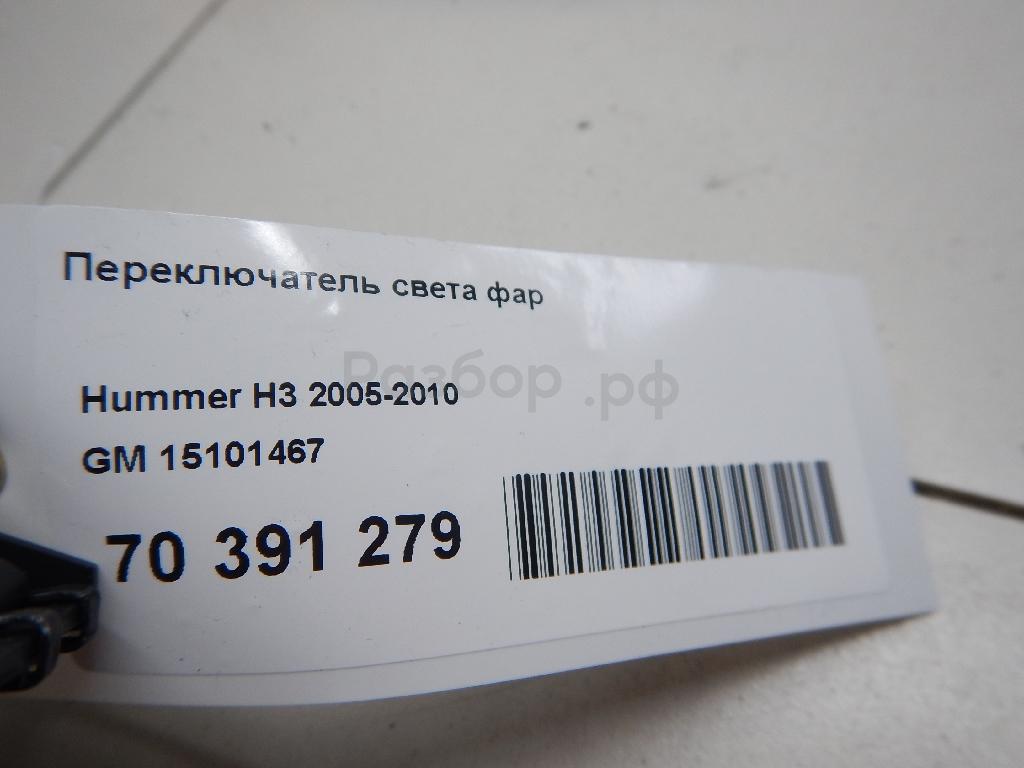 Переключатель света фар
Разбор.рф
Hummer H3 2005-2010
GM 15101467
70 391 279